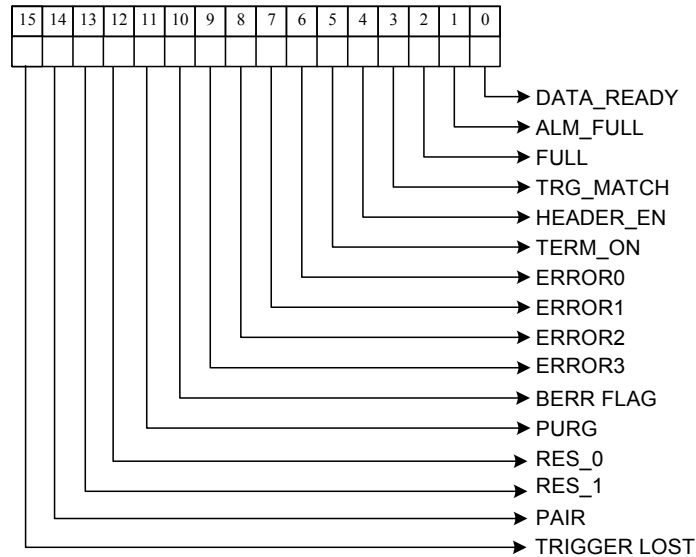 15 14 13 12 11 10 9 8 7 6 5 4 3 2 1 0
DATA_READY
ALM_FULL
FULL
TRG_MATCH
HEADER_EN
TERM_ON
ERROR0
ERROR1
ERROR2
ERROR3
BERR FLAG
PURG
RES_0
RES_1
PAIR
TRIGGER LOST